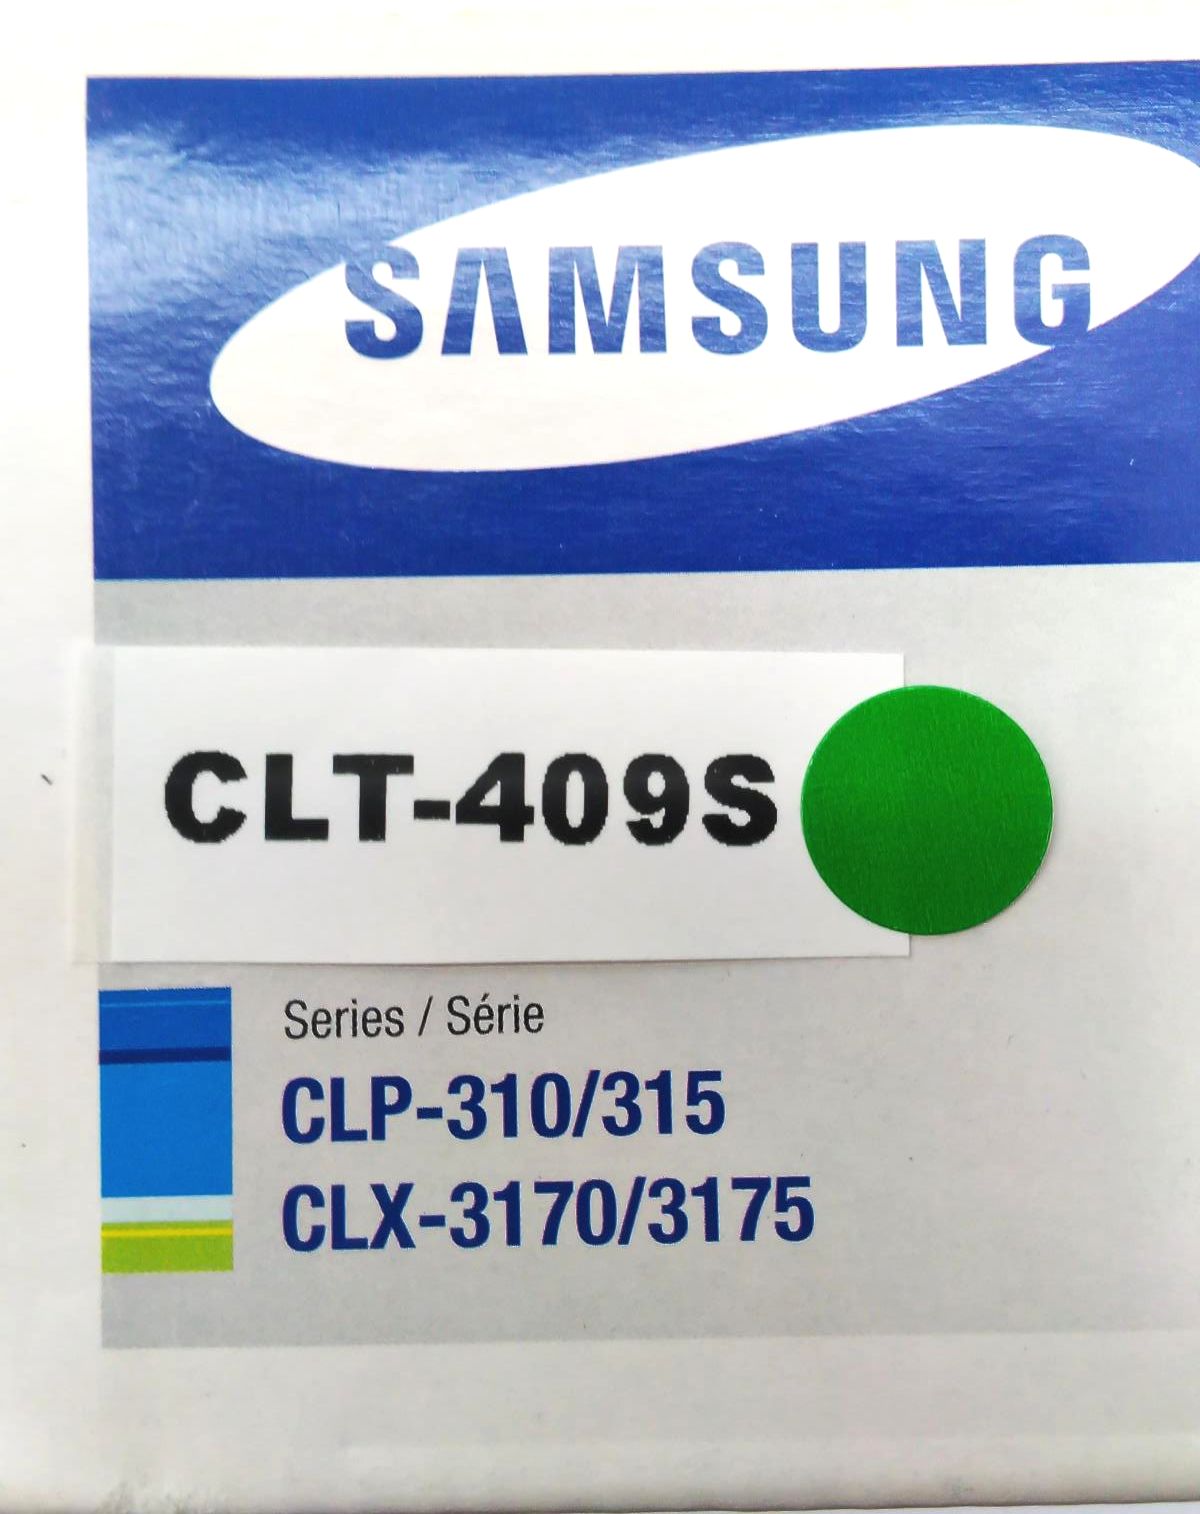 SAMSUNG
CLT-409S
Series / Série
CLP-310/315
CLX-3170/3175